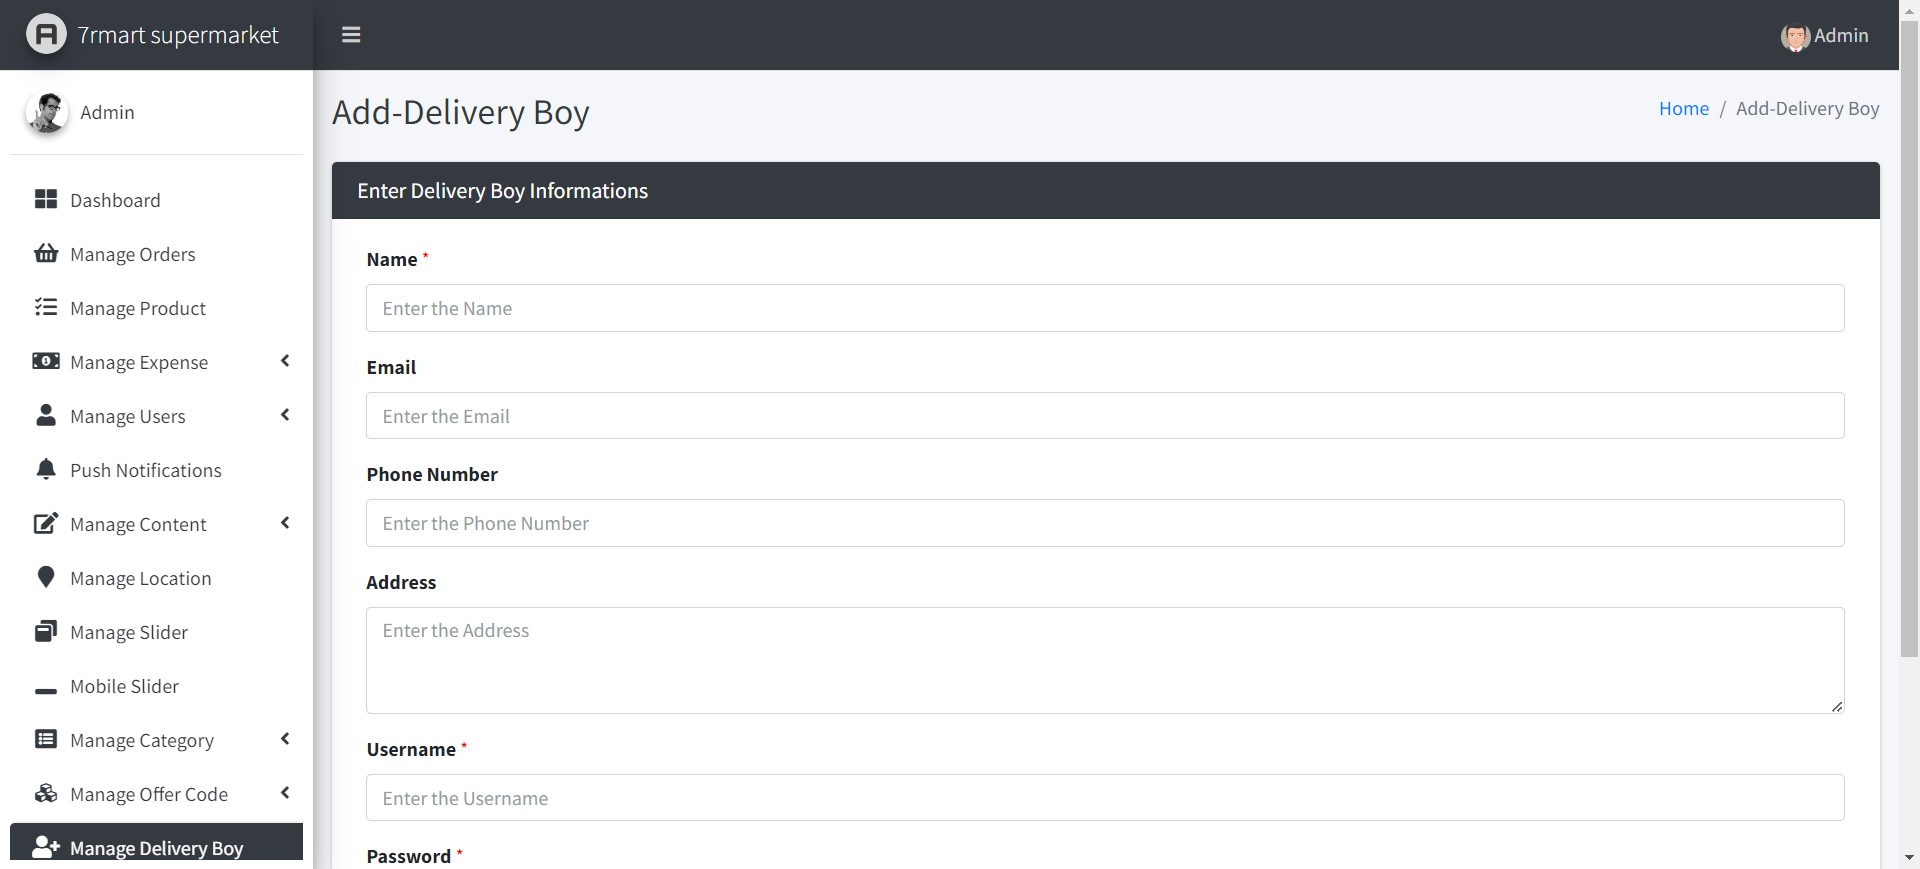 7rmart supermarket
Admin
Admin
Add-Delivery Boy
Home / Add-Delivery Boy
Dashboard
Manage Orders
Manage Product
Manage Expense
Manage Users
Push Notifications
Manage Content
Manage Location
Manage Slider
Mobile Slider
Manage Category
Manage Offer Code
Manage Delivery Boy
Enter Delivery Boy Informations
Name *
Enter the Name
Email
Enter the Email
Phone Number
Enter the Phone Number
Address
Enter the Address
Username *
Enter the Username
Password *